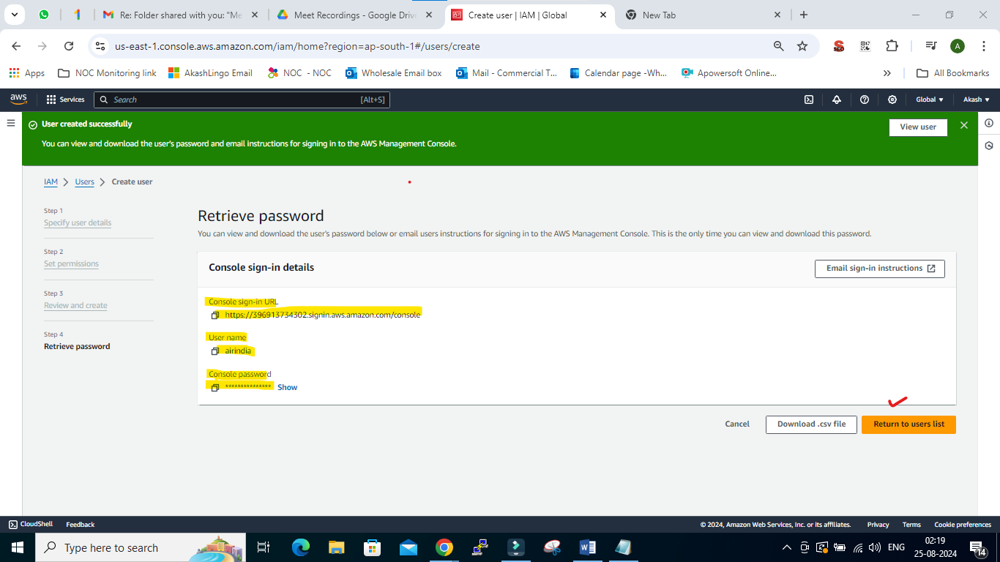 Re: Folder shared with you: "Me
Meet Recordings - Google Drive
Create user | IAM | Global
New Tab
us-east-1.console.aws.amazon.com/iam/home?region=ap-south-1#/users/create
SEO
A
Apps
NOC Monitoring link
AkashLingo Email
NOC - NOC
Wholesale Email box
Mail - Commercial T...
Calendar page -Wh...
Apowersoft Online...
All Bookmarks
aws
Services
Search
[Alt+S]
Global
Akash
User created successfully
You can view and download the user's password and email instructions for signing in to the AWS Management Console.
View user
IAM
Users
Create user
Step 1
Specify user details
Step 2
Set permissions
Step 3
Review and create
Step 4
Retrieve password
Retrieve password
You can view and download the user's password below or email users instructions for signing in to the AWS Management Console. This is the only time you can view and download this password.
Console sign-in details
Email sign-in instructions
Console sign-in URL
https://396913734302.signin.aws.amazon.com/console
User name
airindia
Console password
*************** Show
Cancel
Download .csv file
Return to users list
CloudShell
Feedback
© 2024, Amazon Web Services, Inc. or its affiliates.
Privacy
Terms
Cookie preferences
Type here to search
ENG
02:19
25-08-2024
14